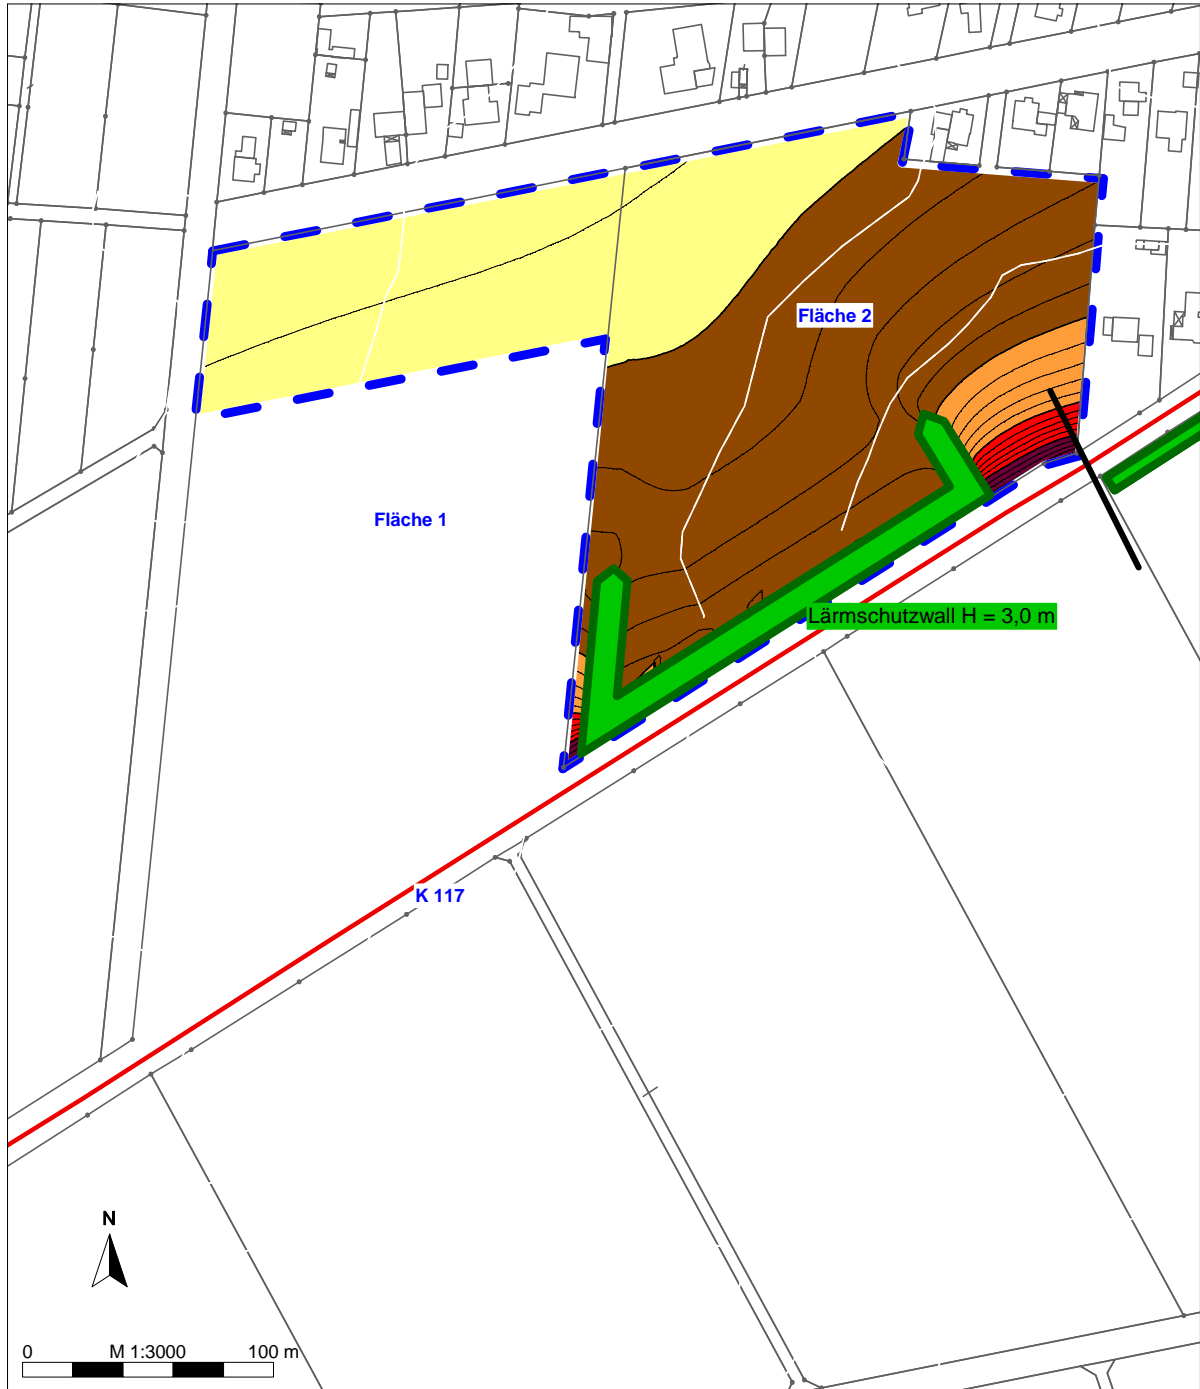 Fläche 2
Fläche 1
Lärmschutzwall H = 3,0 m
K 117
N
0 M 1:3000 100 m